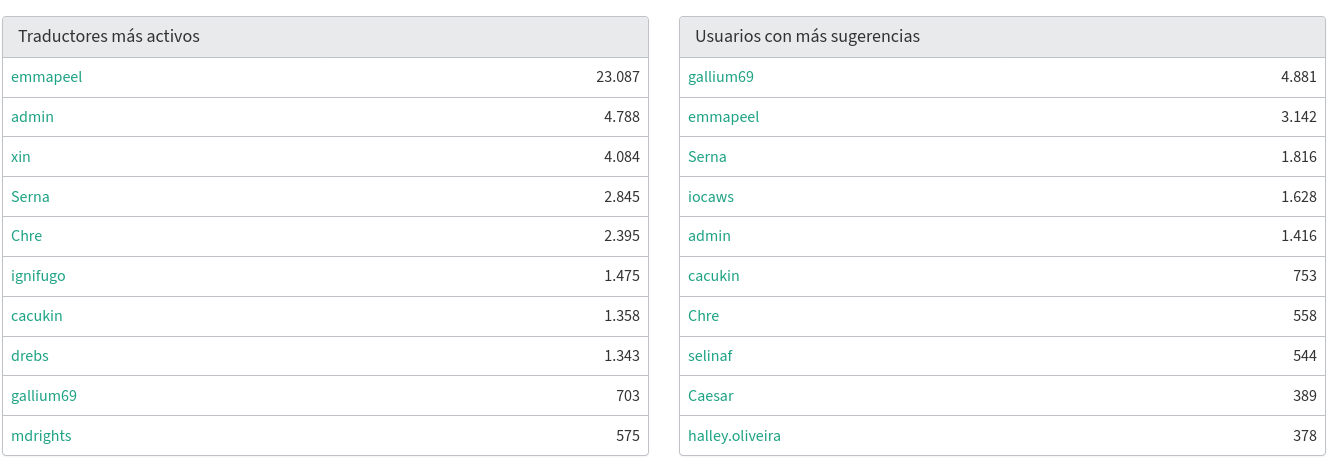 Traductores más activos
emmapeel 23.087
admin 4.788
xin 4.084
Serna 2.845
Chre 2.395
ignifugo 1.475
cacukin 1.358
drebs 1.343
gallium69 703
mdrights 575
Usuarios con más sugerencias
gallium69 4.881
emmapeel 3.142
Serna 1.816
iocaws 1.628
admin 1.416
cacukin 753
Chre 558
selinaf 544
Caesar 389
halley.oliveira 378